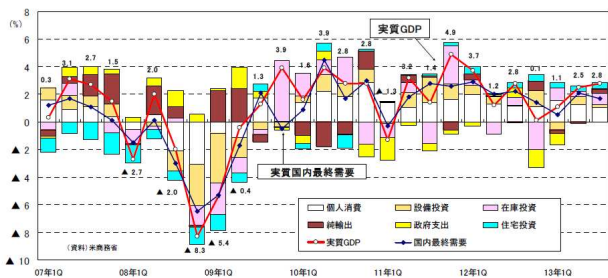 (%)
8
6
4
2
0
▲ 2
▲ 4
▲ 6
▲ 8
▲ 10
0.3
3.1
2.7
1.5
▲ 2.7
2.0
▲ 2.0
▲ 8.3
▲ 5.4
▲ 0.4
1.3
3.9
1.6
3.9
2.8
2.8
▲ 1.3
3.2
1.4
4.9
3.7
1.2
2.8
0.1
1.1
2.5
2.8
実質GDP
実質国内最終需要
個人消費
設備投資
在庫投資
純輸出
政府支出
住宅投資
実質GDP
国内最終需要
07年1Q
08年1Q
09年1Q
10年1Q
11年1Q
12年1Q
13年1Q
(資料)米商務省